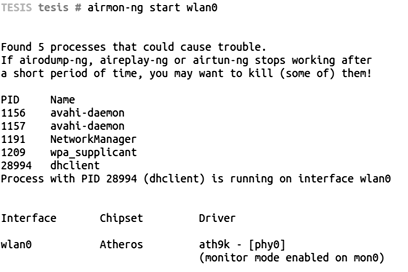 TESIS tesis # airmon-ng start wlan0
Found 5 processes that could cause trouble.
If airodump-ng, aireplay-ng or airtun-ng stops working after
a short period of time, you may want to kill (some of) them!
PID Name
1156 avahi-daemon
1157 avahi-daemon
1191 NetworkManager
1209 wpa_supplicant
28994 dhclient
Process with PID 28994 (dhclient) is running on interface wlan0
Interface Chipset Driver
wlan0 Atheros ath9k - [phy0]
(monitor mode enabled on mon0)